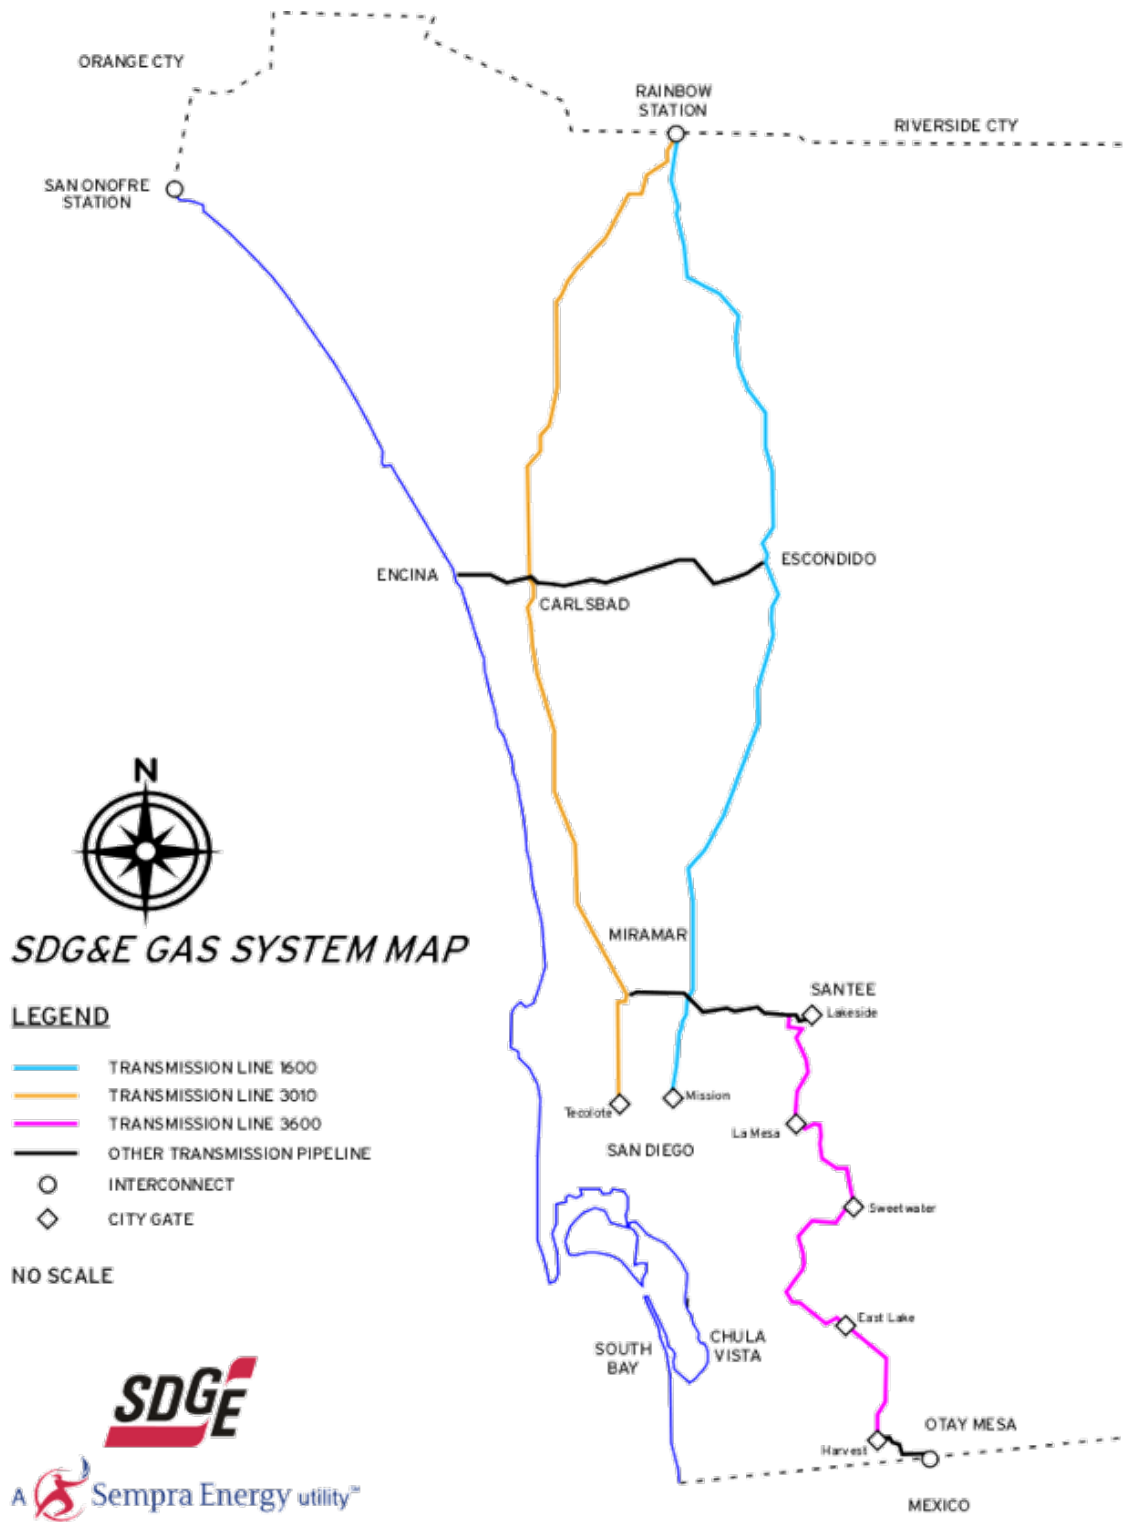 ORANGE CTY
RAINBOW
STATION
RIVERSIDE CTY
SAN ONOFRE
STATION
ESCONDIDO
ENCINA
CARLSBAD
N
SDG&E GAS SYSTEM MAP
MIRAMAR
SANTEE
Lakeside
LEGEND
TRANSMISSION LINE 1600
TRANSMISSION LINE 3010
TRANSMISSION LINE 3600
OTHER TRANSMISSION PIPELINE
INTERCONNECT
CITY GATE
NO SCALE
Tecolote
Mission
La Mesa
SAN DIEGO
Sweetwater
East Lake
SOUTH
BAY
CHULA
VISTA
OTAY MESA
Harvest
MEXICO
SDGE
A Sempra Energy utility℠